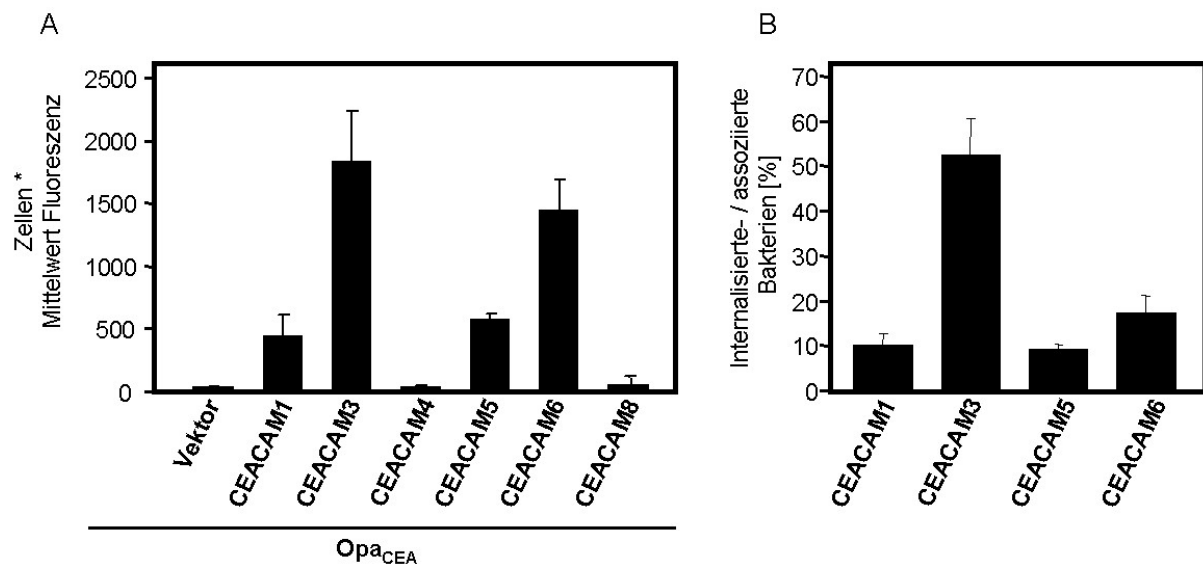 A
Zellen *
Mittelwert Fluoreszenz
2500
2000
1500
1000
500
0
Vektor
CEACAM1
CEACAM3
CEACAM4
CEACAM5
CEACAM6
CEACAM8
OpaCEA
B
Internalisierte- / assoziierte
Bakterien [%]
70
60
50
40
30
20
10
0
CEACAM1
CEACAM3
CEACAM5
CEACAM6